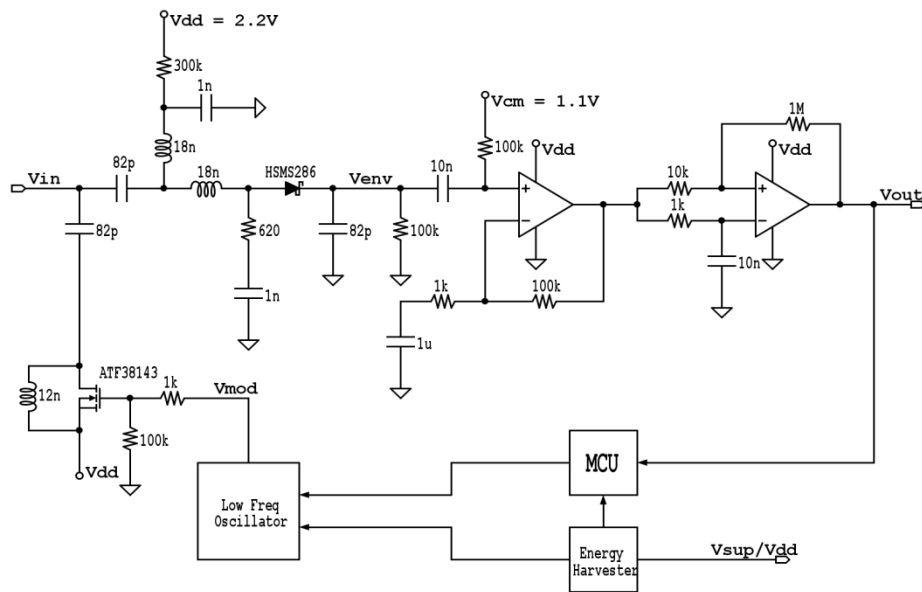 Vdd = 2.2V
300k
1n
18n
Vin
82p
18n
HSMS286
Venv
10n
Vcm = 1.1V
100k
Vdd
+
−
82p
620
1n
82p
100k
1k
100k
1u
10k
1k
1M
Vdd
+
−
10n
Vout
ATF38143
12n
1k
Vmod
100k
Vdd
Low Freq
Oscillator
MCU
Energy
Harvester
Vsup/Vdd